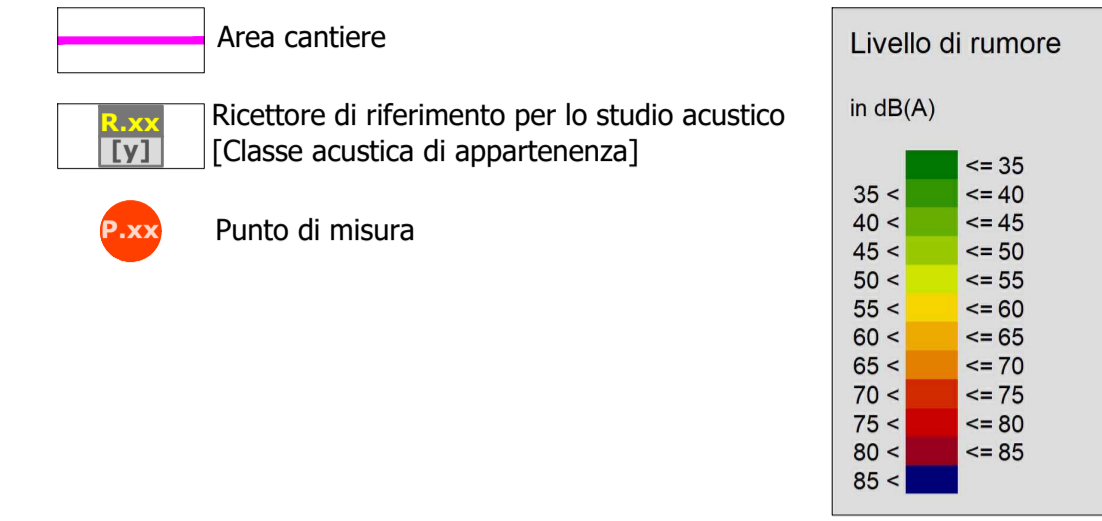 Area cantiere
R.xx
[y]
Ricettore di riferimento per lo studio acustico
[Classe acustica di appartenenza]
P.xx
Punto di misura
Livello di rumore
in dB(A)
<= 35
35 < <= 40
40 < <= 45
45 < <= 50
50 < <= 55
55 < <= 60
60 < <= 65
65 < <= 70
70 < <= 75
75 < <= 80
80 < <= 85
85 <